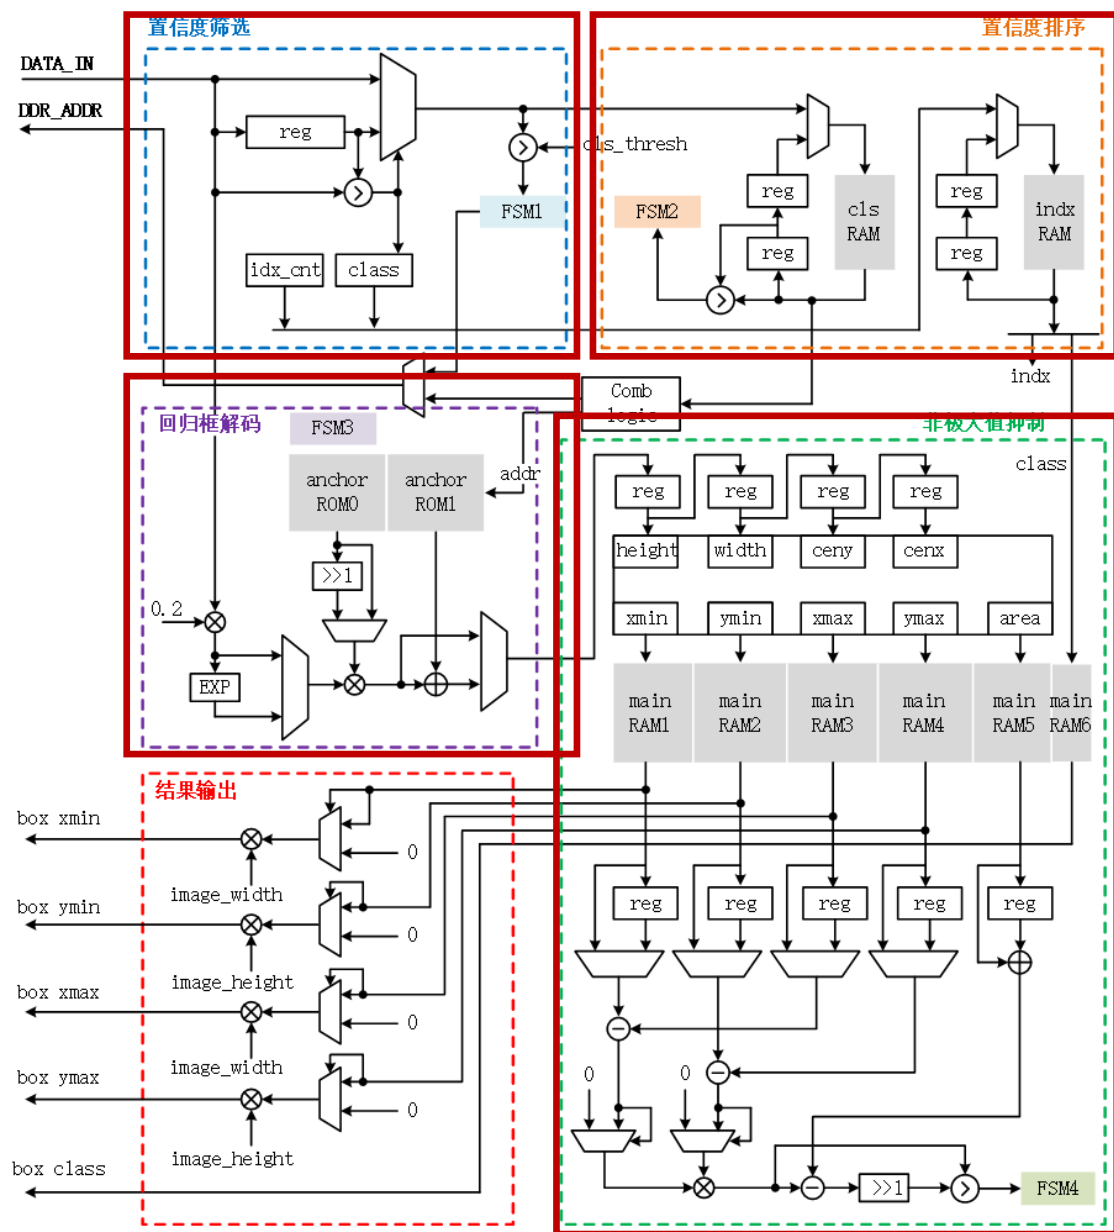 置信度筛选
置信度排序
DATA_IN
DDR_ADDR
reg
>
>
cls_thresh
FSM1
idx_cnt
class
FSM2
reg
reg
>
cls
RAM
reg
reg
indx
RAM
indx
Comb
logic
回归框解码
FSM3
anchor
ROM0
anchor
ROM1
addr
>>1
0.2
EXP
非极大值抑制
class
reg
reg
reg
reg
height
width
ceny
cenx
xmin
ymin
xmax
ymax
area
main
RAM1
main
RAM2
main
RAM3
main
RAM4
main
RAM5
main
RAM6
结果输出
box xmin
0
image_width
box ymin
0
image_height
box xmax
0
image_width
box ymax
0
image_height
box class
reg
reg
reg
reg
reg
0
0
>>1
>
FSM4